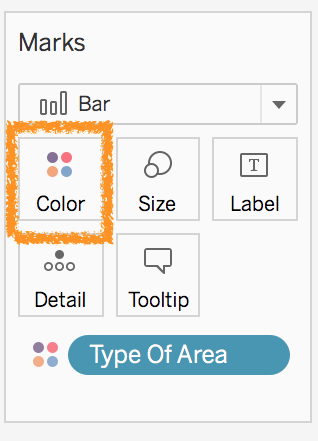 Marks
Bar
Color Size Label
T
Detail Tooltip
Type Of Area